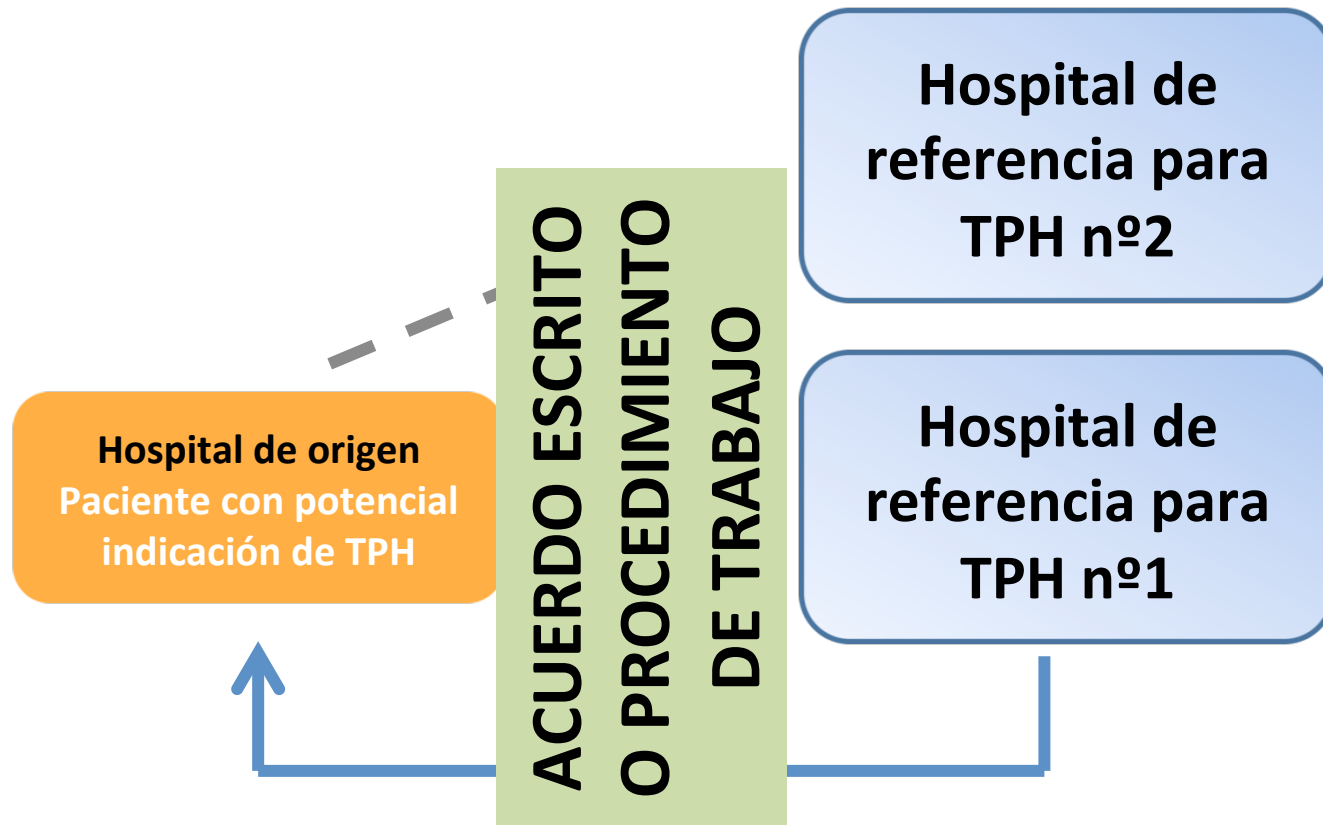 Hospital de
referencia para
TPH nº2
Hospital de origen
Paciente con potencial
indicación de TPH
ACUERDO ESCRITO
O PROCEDIMIENTO
DE TRABAJO
Hospital de
referencia para
TPH nº1